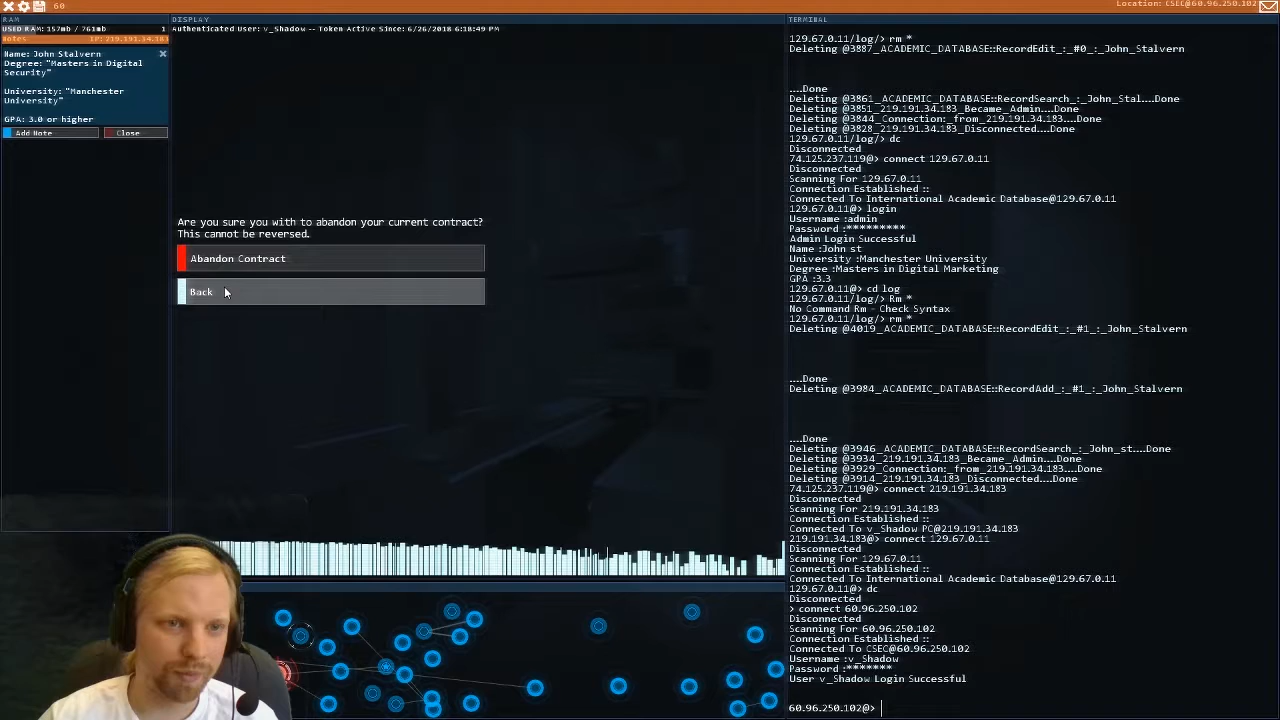 60
Location: CSEC@60.96.250.102
RAM
USED RAM: 157mb / 761mb 1
notes IP: 219.191.34.183
Name: John Stalvern
Degree: "Masters in Digital
Security"
University: "Manchester
University"
GPA: 3.0 or higher
Add Note
Close
DISPLAY
Authenticated User: v_Shadow -- Token Active Since: 6/26/2018 6:18:49 PM
Are you sure you with to abandon your current contract?
This cannot be reversed.
Abandon Contract
Back
TERMINAL
129.67.0.11/log/> rm *
Deleting @3887_ACADEMIC_DATABASE::RecordEdit_:_#0_:_John_Stalvern
....Done
Deleting @3861_ACADEMIC_DATABASE::RecordSearch_:_John_Stal....Done
Deleting @3851_219.191.34.183_Became_Admin....Done
Deleting @3844_Connection:_from_219.191.34.183....Done
Deleting @3828_219.191.34.183_Disconnected....Done
129.67.0.11/log/> dc
Disconnected
74.125.237.119@> connect 129.67.0.11
Disconnected
Scanning For 129.67.0.11
Connection Established ::
Connected To International Academic Database@129.67.0.11
129.67.0.11@> login
Username :admin
Password :*********
Admin Login Successful
Name :John st
University :Manchester University
Degree :Masters in Digital Marketing
GPA :3.3
129.67.0.11@> cd log
129.67.0.11/log/> Rm *
No Command Rm - Check Syntax
129.67.0.11/log/> rm *
Deleting @4019_ACADEMIC_DATABASE::RecordEdit_:_#1_:_John_Stalvern
....Done
Deleting @3984_ACADEMIC_DATABASE::RecordAdd_:_#1_:_John_Stalvern
....Done
Deleting @3946_ACADEMIC_DATABASE::RecordSearch_:_John_st....Done
Deleting @3934_219.191.34.183_Became_Admin....Done
Deleting @3929_Connection:_from_219.191.34.183....Done
Deleting @3914_219.191.34.183_Disconnected....Done
74.125.237.119@> connect 219.191.34.183
Disconnected
Scanning For 219.191.34.183
Connection Established ::
Connected To v_Shadow PC@219.191.34.183
219.191.34.183@> connect 129.67.0.11
Disconnected
Scanning For 129.67.0.11
Connection Established ::
Connected To International Academic Database@129.67.0.11
129.67.0.11@> dc
Disconnected
> connect 60.96.250.102
Disconnected
Scanning For 60.96.250.102
Connection Established ::
Connected To CSEC@60.96.250.102
Username :v_Shadow
Password :*******
User v_Shadow Login Successful
60.96.250.102@>